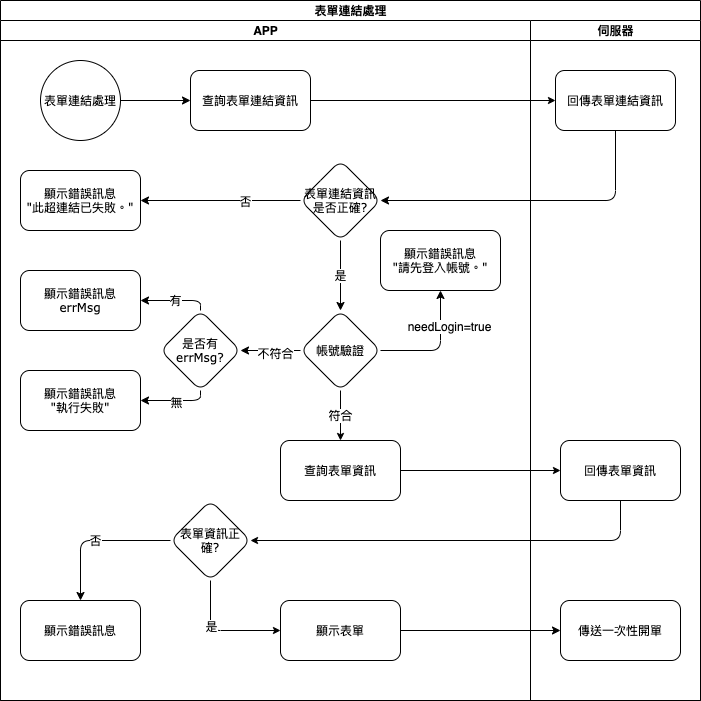 表單連結處理
APP
伺服器
表單連結處理
查詢表單連結資訊
回傳表單連結資訊
表單連結資訊
是否正確?
否
顯示錯誤訊息
"此超連結已失敗。"
是
顯示錯誤訊息
"請先登入帳號。"
needLogin=true
帳號驗證
不符合
是否有
errMsg?
有
顯示錯誤訊息
errMsg
無
顯示錯誤訊息
"執行失敗"
符合
查詢表單資訊
回傳表單資訊
表單資訊正
確?
否
顯示錯誤訊息
是
顯示表單
傳送一次性開單